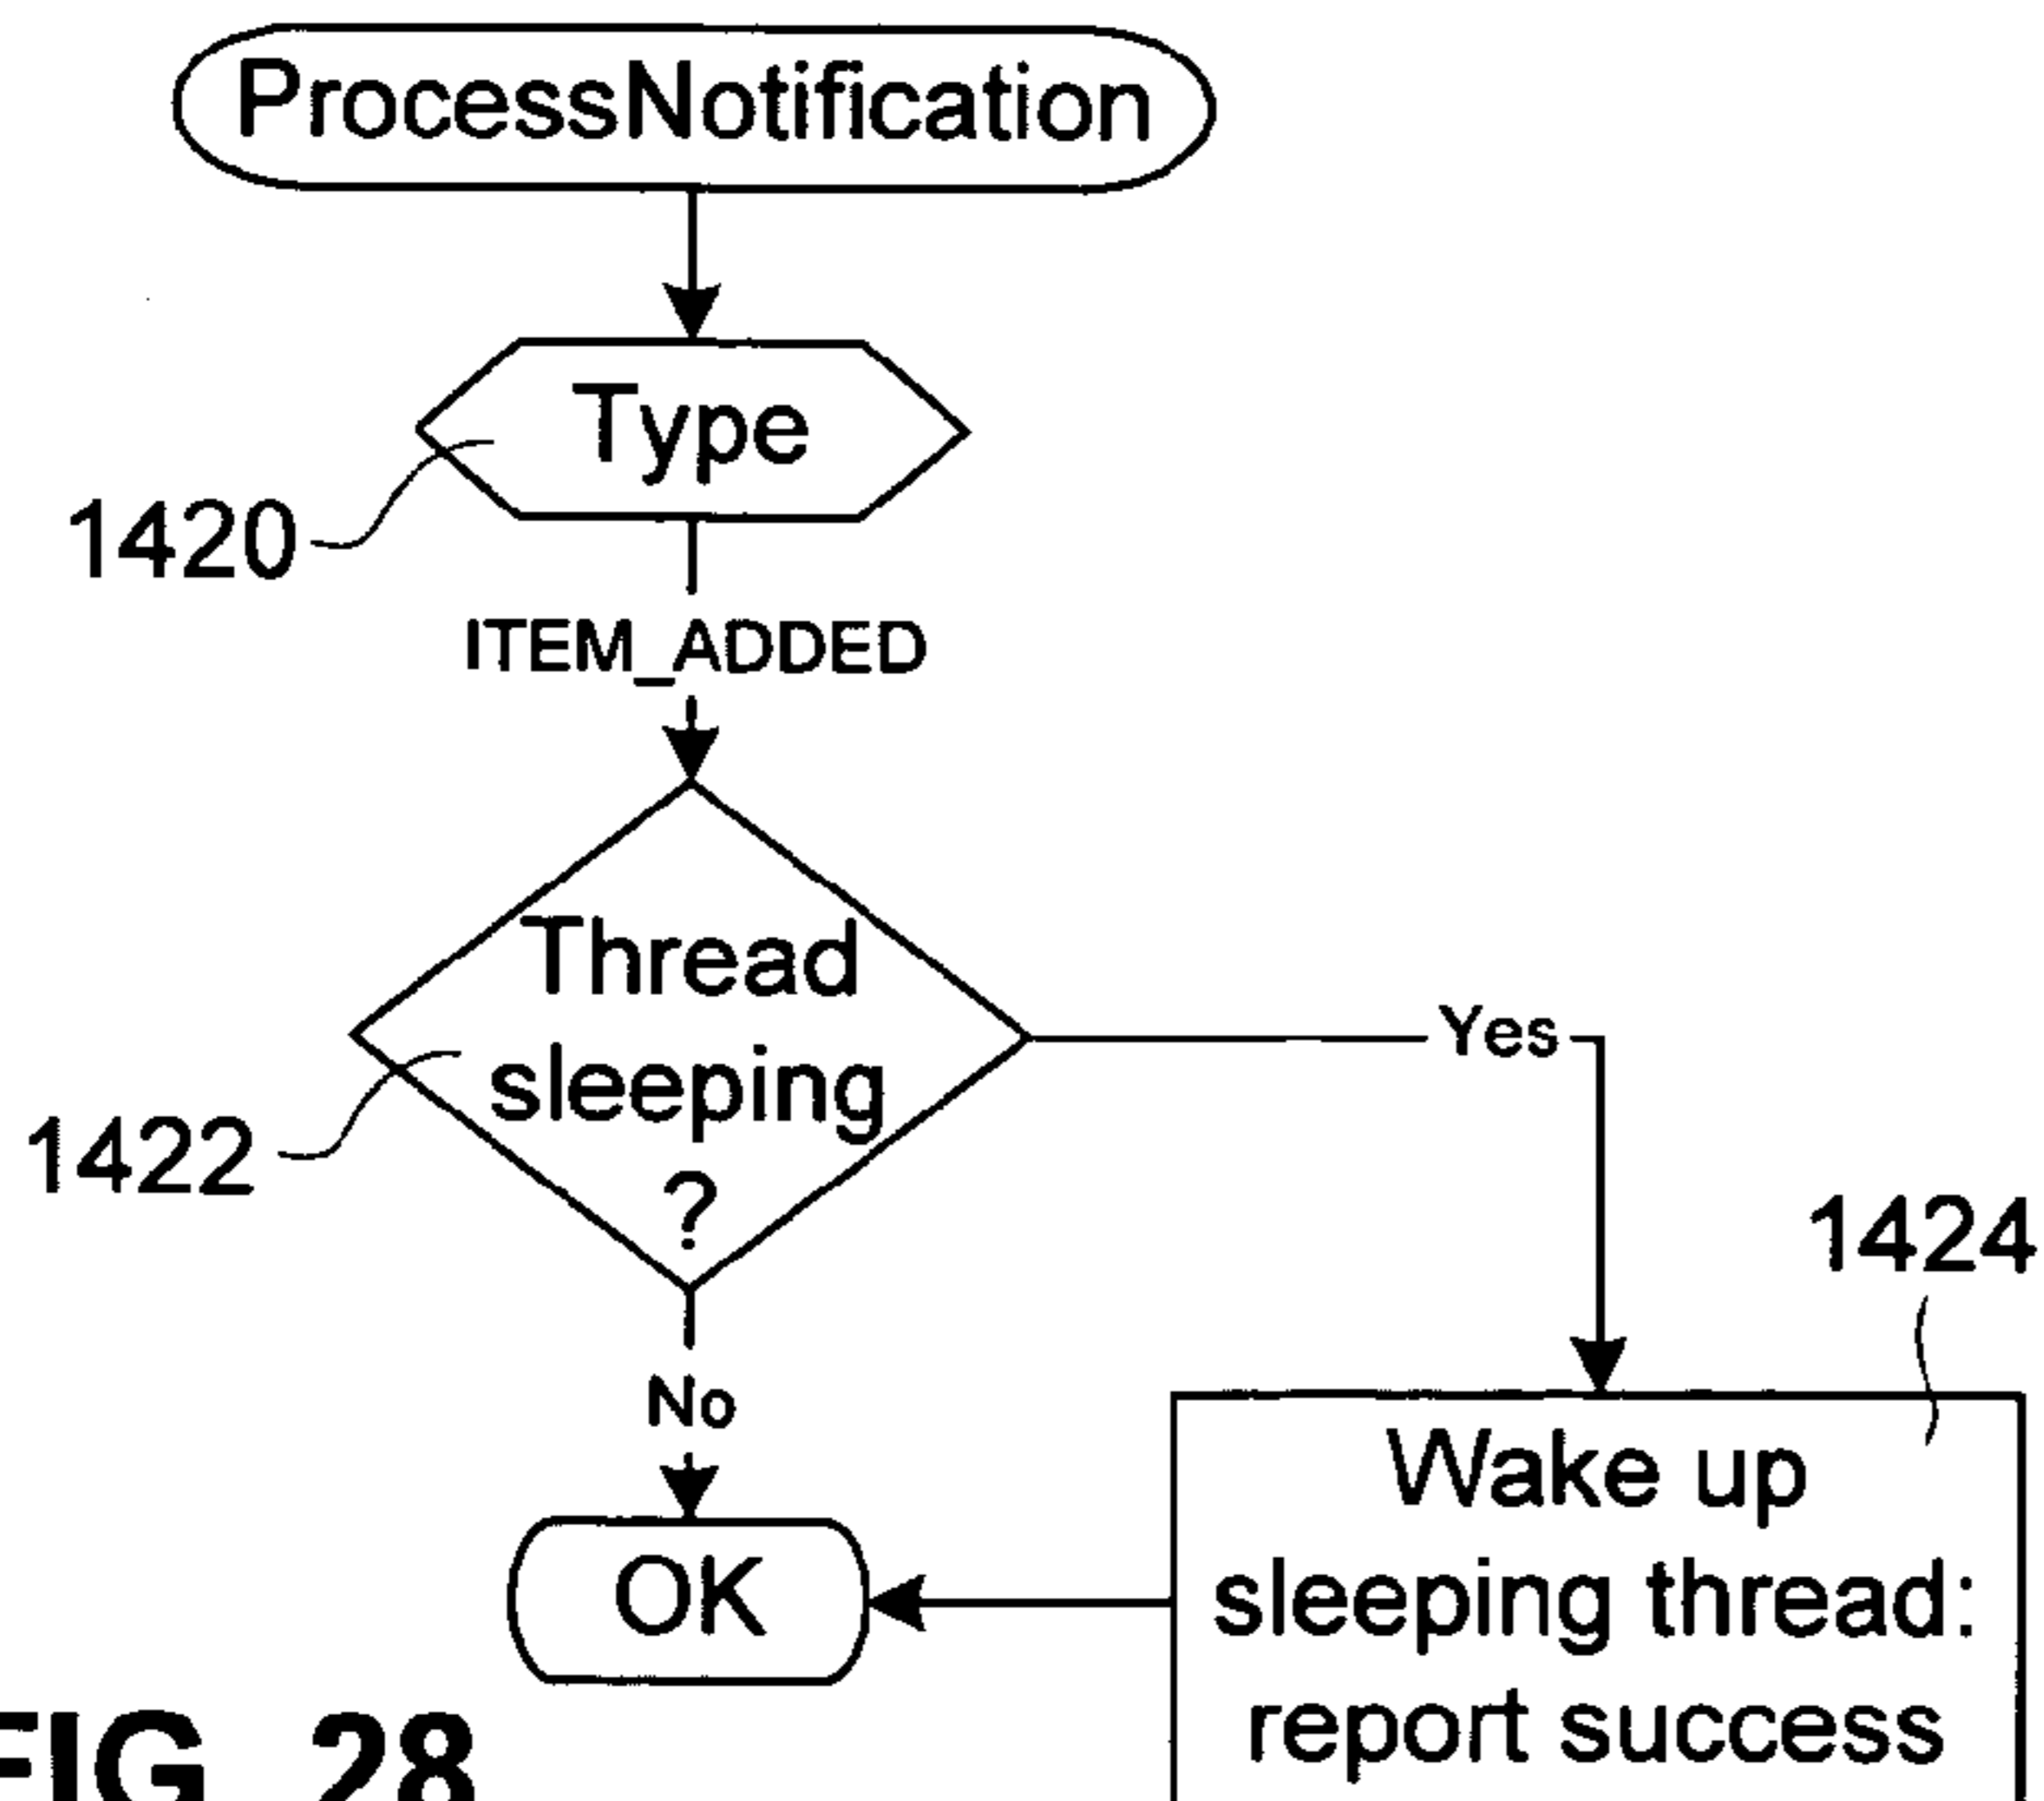 ProcessNotification
Type
1420
ITEM_ADDED
Thread
sleeping
?
1422
Yes
No
1424
Wake up
sleeping thread:
report success
OK
FIG. 28